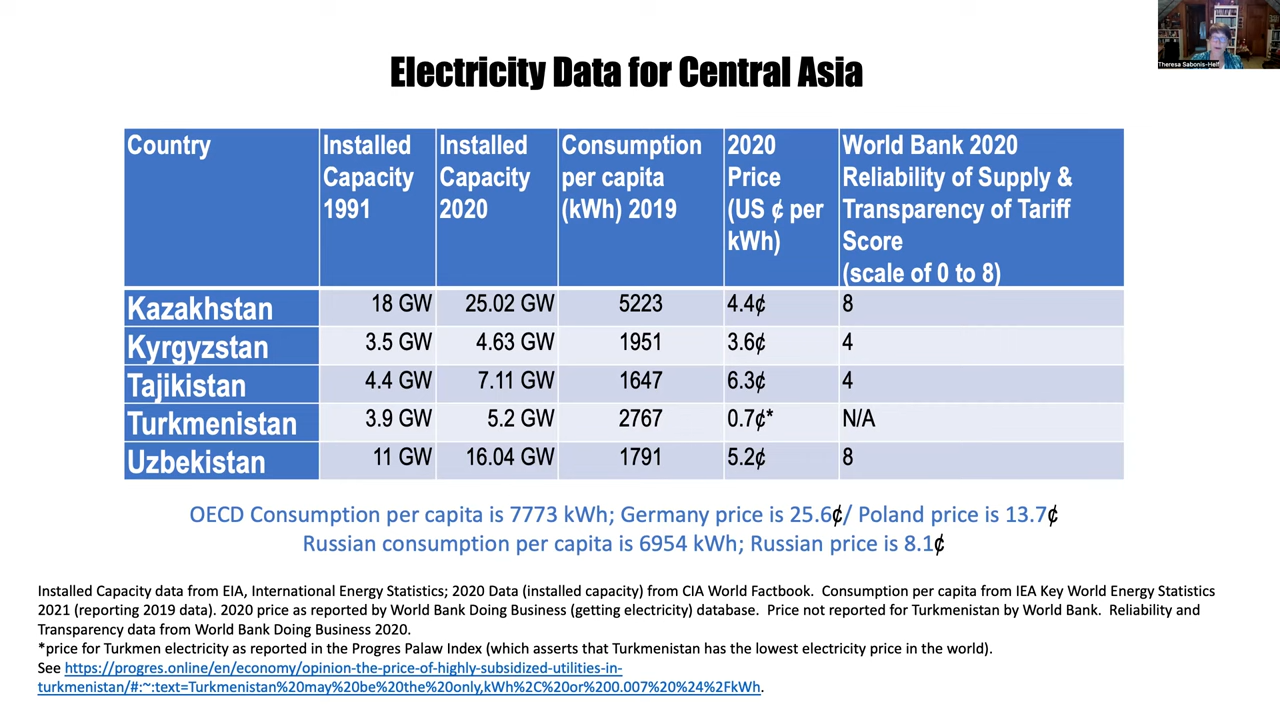 Theresa Sabonis-Helf
Electricity Data for Central Asia
Country
Installed Capacity 1991
Installed Capacity 2020
Consumption per capita (kWh) 2019
2020 Price (US ¢ per kWh)
World Bank 2020 Reliability of Supply & Transparency of Tariff Score (scale of 0 to 8)
Kazakhstan 18 GW 25.02 GW 5223 4.4¢ 8
Kyrgyzstan 3.5 GW 4.63 GW 1951 3.6¢ 4
Tajikistan 4.4 GW 7.11 GW 1647 6.3¢ 4
Turkmenistan 3.9 GW 5.2 GW 2767 0.7¢* N/A
Uzbekistan 11 GW 16.04 GW 1791 5.2¢ 8
OECD Consumption per capita is 7773 kWh; Germany price is 25.6¢/ Poland price is 13.7¢
Russian consumption per capita is 6954 kWh; Russian price is 8.1¢
Installed Capacity data from EIA, International Energy Statistics; 2020 Data (installed capacity) from CIA World Factbook.  Consumption per capita from IEA Key World Energy Statistics
2021 (reporting 2019 data). 2020 price as reported by World Bank Doing Business (getting electricity) database.  Price not reported for Turkmenistan by World Bank.  Reliability and
Transparency data from World Bank Doing Business 2020.
*price for Turkmen electricity as reported in the Progres Palaw Index (which asserts that Turkmenistan has the lowest electricity price in the world).
See https://progres.online/en/economy/opinion-the-price-of-highly-subsidized-utilities-in-
turkmenistan/#:~:text=Turkmenistan%20may%20be%20the%20only,kWh%2C%20or%200.007%20%24%2FkWh.